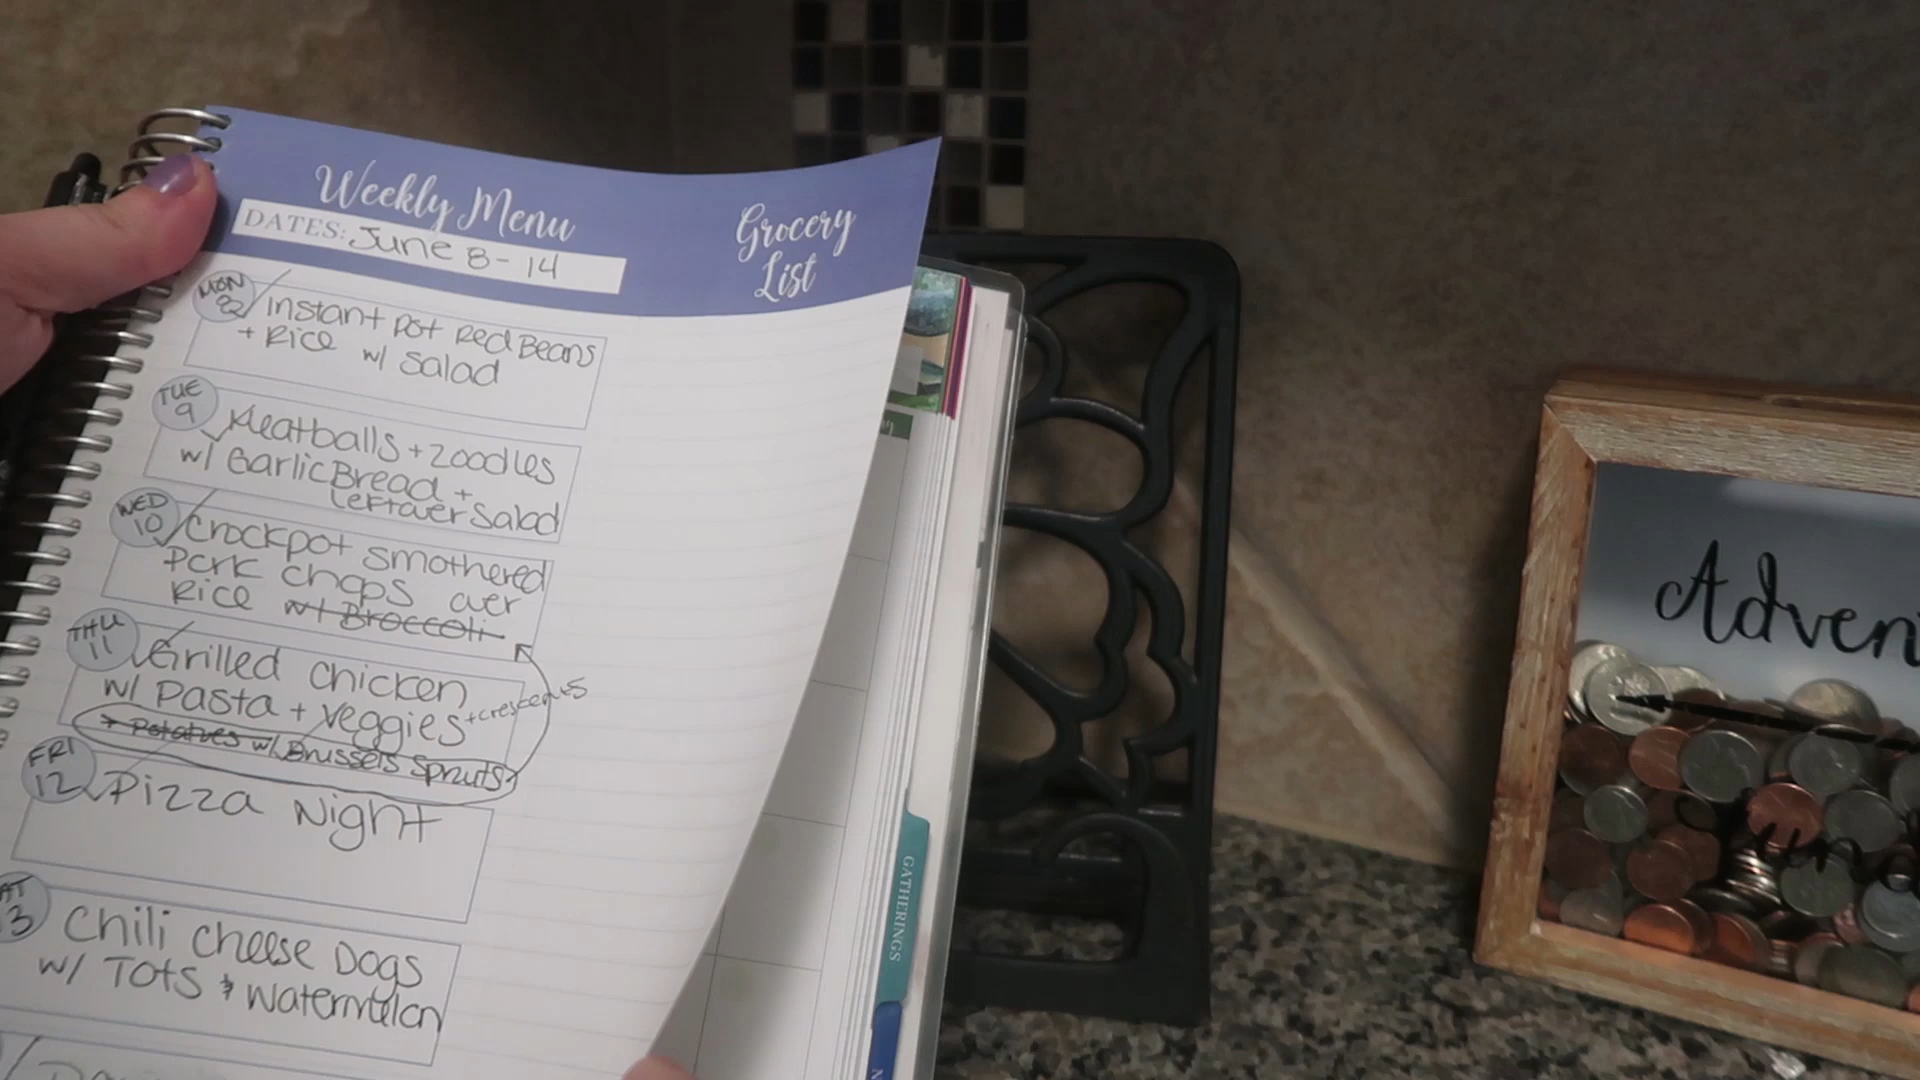 Weekly Menu
DATES: June 8-14
Grocery
List
MON
8
Instant Pot Red Beans
+ Rice w/ Salad
TUE
9
Meatballs + Zoodles
w/ Garlic Bread +
Leftover Salad
WED
10
Crockpot Smothered
Pork Chops over
Rice w/ Broccoli
THU
11
Grilled Chicken
w/ Pasta + Veggies + crescents
+ Potatoes w/ Brussels Sprouts
FRI
12
Pizza Night
13
Chili Cheese Dogs
w/ Tots & Watermelon
GATHERINGS
Adven